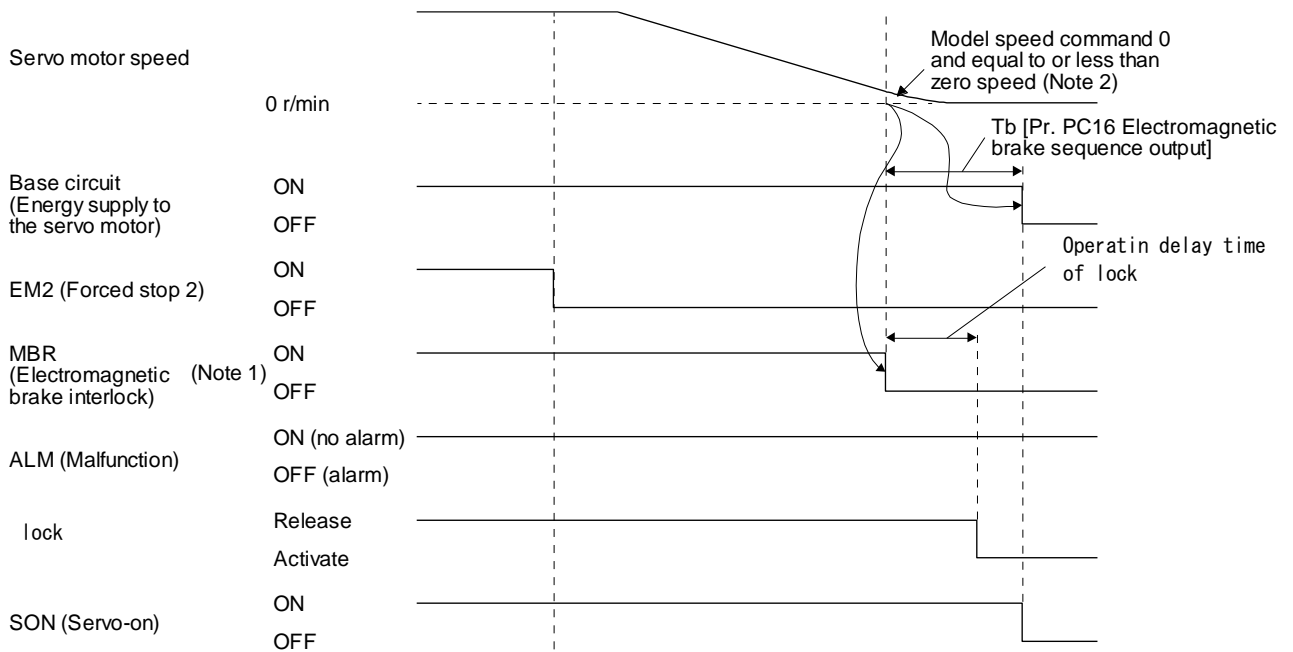 Servo motor speed
0 r/min
Model speed command 0
and equal to or less than
zero speed (Note 2)
Tb [Pr. PC16 Electromagnetic
brake sequence output]
Base circuit
(Energy supply to
the servo motor)
ON
OFF
Operatin delay time
of lock
EM2 (Forced stop 2)
ON
OFF
MBR
(Electromagnetic
brake interlock)
(Note 1)
ON
OFF
ALM (Malfunction)
ON (no alarm)
OFF (alarm)
lock
Release
Activate
SON (Servo-on)
ON
OFF